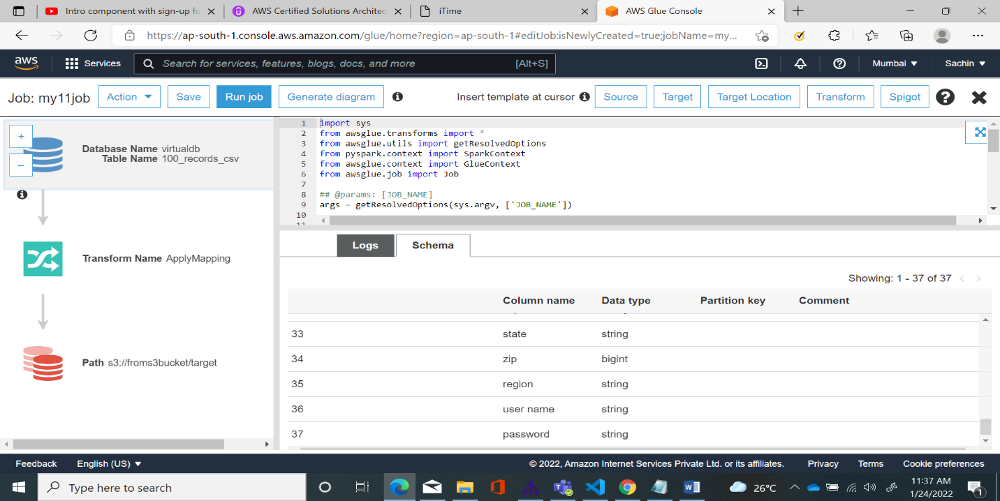 Intro component with sign-up fo
AWS Certified Solutions Architec
iTime
AWS Glue Console
https://ap-south-1.console.aws.amazon.com/glue/home?region=ap-south-1#editJob:isNewlyCreated=true;jobName=my...
aws
Services
Search for services, features, blogs, docs, and more
[Alt+S]
Mumbai
Sachin
Job: my11job
Action
Save
Run job
Generate diagram
Insert template at cursor
Source
Target
Target Location
Transform
Spigot
Database Name virtualdb
Table Name 100_records_csv
Transform Name ApplyMapping
Path s3://froms3bucket/target
1 import sys
2 from awsglue.transforms import *
3 from awsglue.utils import getResolvedOptions
4 from pyspark.context import SparkContext
5 from awsglue.context import GlueContext
6 from awsglue.job import Job
7
8 ## @params: [JOB_NAME]
9 args = getResolvedOptions(sys.argv, ['JOB_NAME'])
10
11
Logs
Schema
Showing: 1 - 37 of 37
Column name Data type Partition key Comment
33 state string
34 zip bigint
35 region string
36 user name string
37 password string
Feedback
English (US)
© 2022, Amazon Internet Services Private Ltd. or its affiliates.
Privacy
Terms
Cookie preferences
Type here to search
26°C
11:37 AM
1/24/2022
1